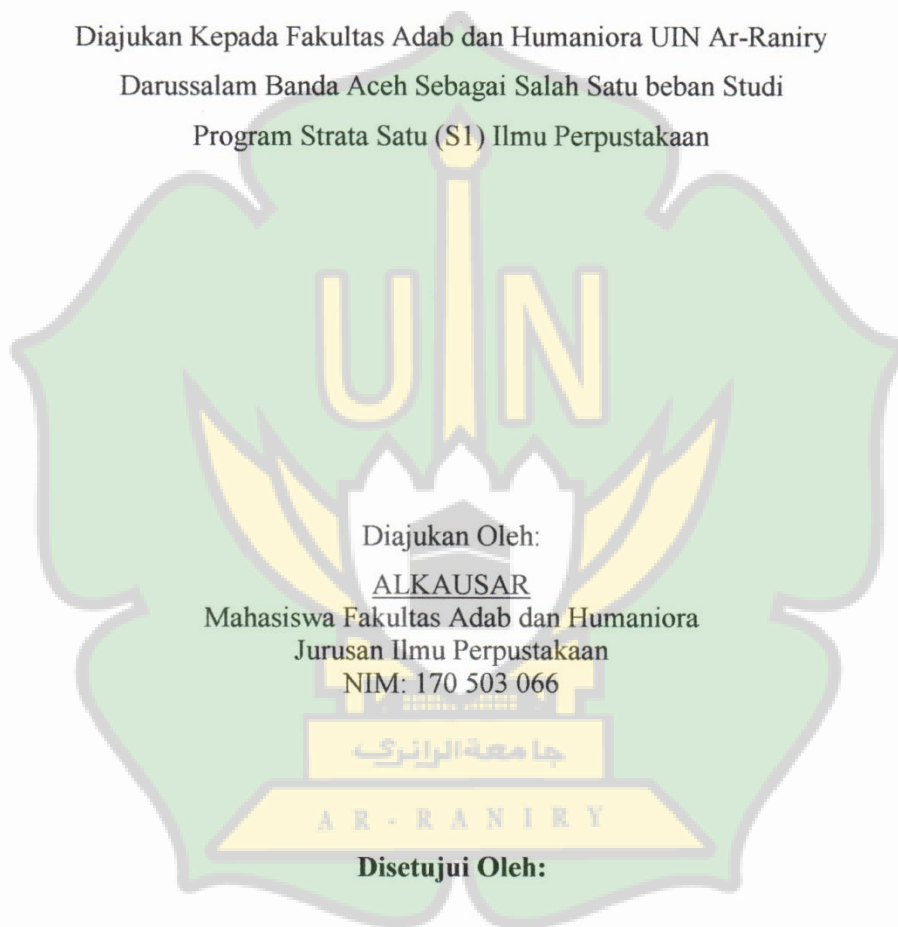 Diajukan Kepada Fakultas Adab dan Humaniora UIN Ar-Raniry
Darussalam Banda Aceh Sebagai Salah Satu beban Studi
Program Strata Satu (S1) Ilmu Perpustakaan
UIN
Diajukan Oleh:
ALKAUSAR
Mahasiswa Fakultas Adab dan Humaniora
Jurusan Ilmu Perpustakaan
NIM: 170 503 066
جامعة الرانري
AR-RANIRY
Disetujui Oleh: